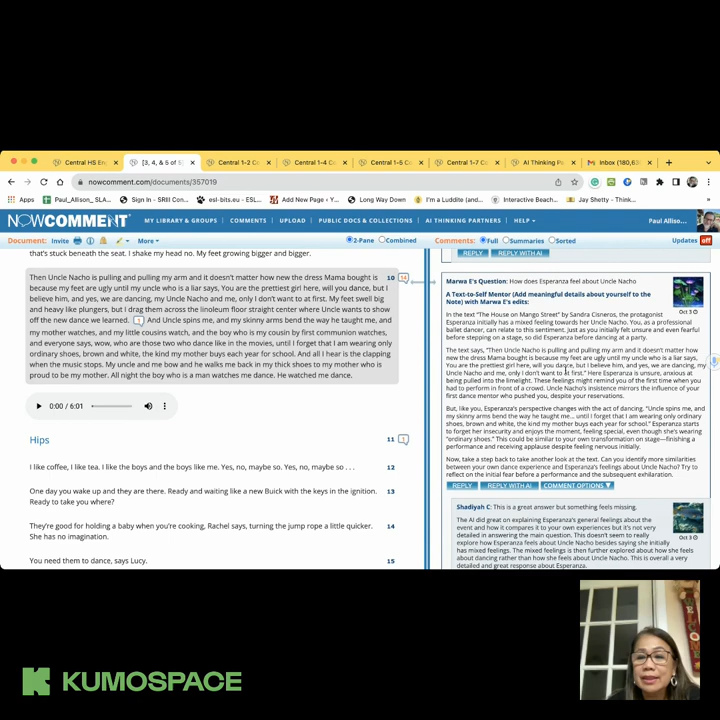 Central HS En
[3, 4, & 5 of 5]
Central 1-2 C
Central 1-4 C
Central 1-5 C
Central 1-7 C
AI Thinking P
Inbox (180,63
nowcomment.com/documents/357019
Apps
Paul_Allison_SLA...
Sign In - SRIII Con...
esl-bits.eu - ESL...
Add New Page ‹ Y...
Long Way Down
I'm a Luddite (and...
Interactive Beach...
Jay Shetty - Think...
NOWCOMMENT
MY LIBRARY & GROUPS
COMMENTS
UPLOAD
PUBLIC DOCS & COLLECTIONS
AI THINKING PARTNERS
HELP
Paul Alliso...
Document: Invite
More
2-Pane
Combined
Comments:
Full
Summaries
Sorted
Updates
off
that's stuck beneath the seat. I shake my head no. My feet growing bigger and bigger.
Then Uncle Nacho is pulling and pulling my arm and it doesn't matter how new the dress Mama bought is
because my feet are ugly until my uncle who is a liar says, You are the prettiest girl here, will you dance, but I
believe him, and yes, we are dancing, my Uncle Nacho and me, only I don't want to at first. My feet swell big
and heavy like plungers, but I drag them across the linoleum floor straight center where Uncle wants to show
off the new dance we learned. 1 And Uncle spins me, and my skinny arms bend the way he taught me, and
my mother watches, and my little cousins watch, and the boy who is my cousin by first communion watches,
and everyone says, wow, who are those two who dance like in the movies, until I forget that I am wearing only
ordinary shoes, brown and white, the kind my mother buys each year for school. And all I hear is the clapping
when the music stops. My uncle and me bow and he walks me back in my thick shoes to my mother who is
proud to be my mother. All night the boy who is a man watches me dance. He watched me dance.
10
14
0:00 / 6:01
Hips
11
1
I like coffee, I like tea. I like the boys and the boys like me. Yes, no, maybe so. Yes, no, maybe so . . .
12
One day you wake up and they are there. Ready and waiting like a new Buick with the keys in the ignition.
Ready to take you where?
13
They're good for holding a baby when you're cooking, Rachel says, turning the jump rope a little quicker.
She has no imagination.
14
You need them to dance, says Lucy.
15
REPLY
REPLY WITH AI
Marwa E's Question: How does Esperanza feel about Uncle Nacho
Oct 3
A Text-to-Self Mentor (Add meaningful details about yourself to the
Note) with Marwa E's edits:
In the text "The House on Mango Street" by Sandra Cisneros, the protagonist
Esperanza initially has a mixed feeling towards her Uncle Nacho. You, as a professional
ballet dancer, can relate to this sentiment. Just as you initially felt unsure and even fearful
before stepping on a stage, so did Esperanza before dancing at a party.
The text says, "Then Uncle Nacho is pulling and pulling my arm and it doesn't matter
how new the dress Mama bought is because my feet are ugly until my uncle who is a liar says,
You are the prettiest girl here, will you dance, but I believe him, and yes, we are dancing, my
Uncle Nacho and me, only I don't want to at first." Here Esperanza is unsure, anxious at
being pulled into the limelight. These feelings might remind you of the first time when you
had to perform in front of a crowd. Uncle Nacho's insistence mirrors the influence of your
first dance mentor who pushed you, despite your reservations.
But, like you, Esperanza's perspective changes with the act of dancing. "Uncle spins me, and
my skinny arms bend the way he taught me... until I forget that I am wearing only ordinary
shoes, brown and white, the kind my mother buys each year for school." Esperanza starts
to forget her insecurity and enjoys the moment, feeling special, even though she's wearing
"ordinary shoes." This could be similar to your own transformation on stage—finishing a
performance and receiving applause despite feeling nervous initially.
Now, take a step back to take another look at the text. Can you identify more similarities
between your own dance experience and Esperanza's feelings about Uncle Nacho? Try to
reflect on the initial fear before a performance and the subsequent exhilaration.
REPLY
REPLY WITH AI
COMMENT OPTIONS
Shadiyah C: This is a great answer but something feels missing.
Oct 3
The AI did great on explaining Esperanza's general feelings about the
event and how it compares it to your own experiences but it's not very
detailed in answering the main question. This doesn't seem to really
explore how Esperanza feels about Uncle Nacho besides saying she initially
has mixed feelings. The mixed feelings is then further explored about how she feels
about dancing rather than how she feels about Uncle Nacho. This is overall a very
detailed and great response about Esperanza.
WELCOME
KUMOSPACE